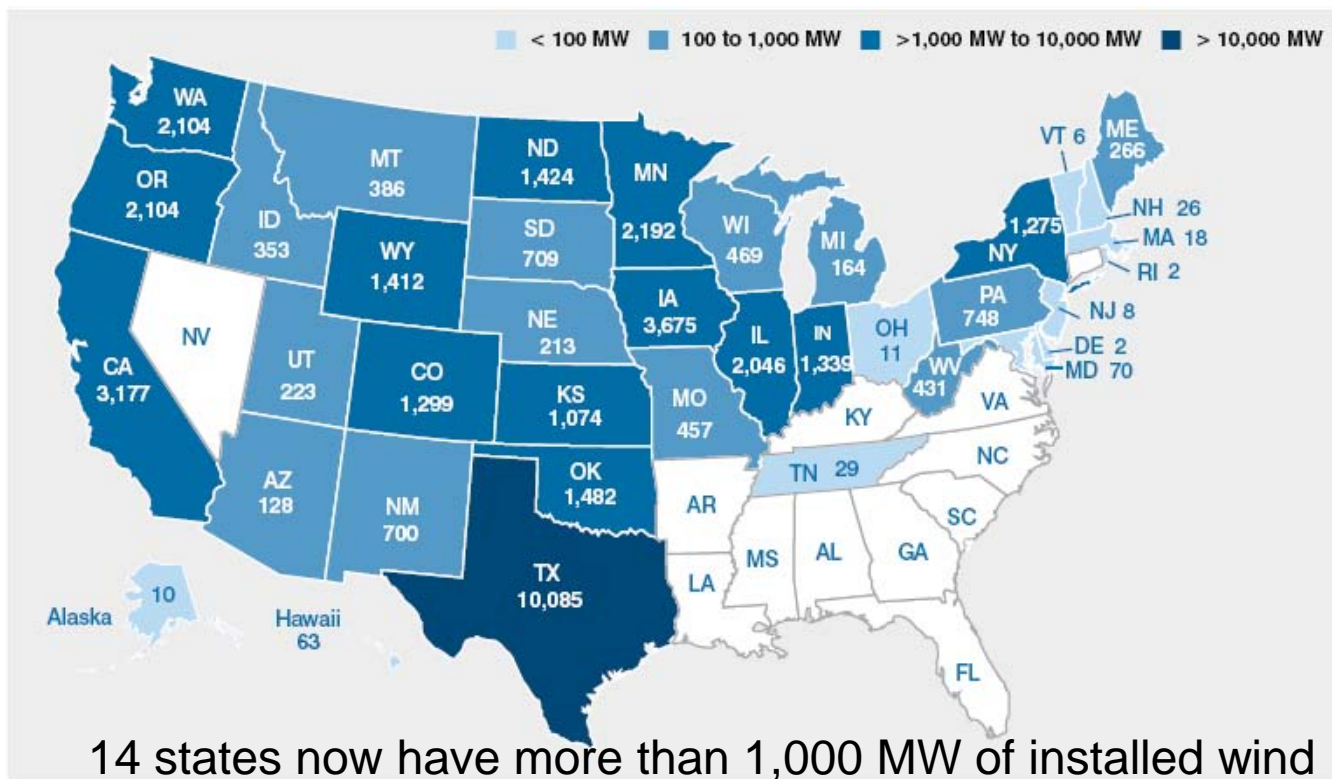 < 100 MW 100 to 1,000 MW >1,000 MW to 10,000 MW > 10,000 MW
WA
2,104
OR
2,104
CA
3,177
NV
ID
353
MT
386
WY
1,412
UT
223
CO
1,299
AZ
128
NM
700
ND
1,424
SD
709
NE
213
KS
1,074
OK
1,482
TX
10,085
MN
2,192
IA
3,675
MO
457
AR
LA
WI
469
IL
2,046
MI
164
IN
1,339
OH
11
KY
TN 29
MS
AL
GA
FL
SC
NC
VA
WV
431
PA
748
1,275
NY
VT 6
ME
266
NH 26
MA 18
RI 2
NJ 8
DE 2
MD 70
Alaska
10
Hawaii
63
14 states now have more than 1,000 MW of installed wind